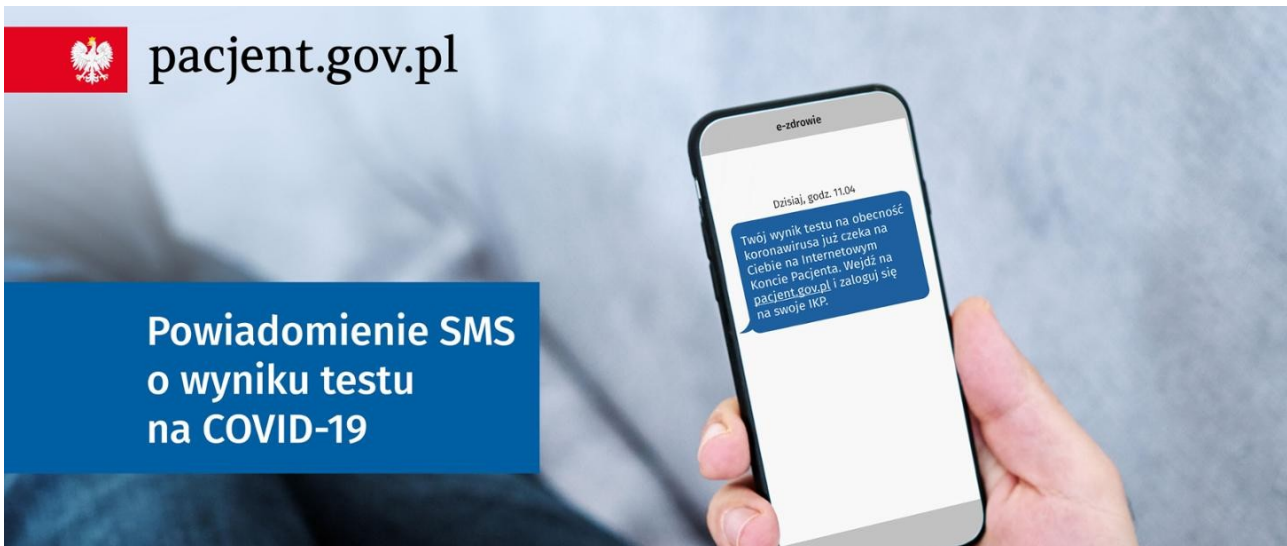 pacjent.gov.pl
e-zdrowie
Dzisiaj, godz. 11.04
Twój wynik testu na obecność
koronawirusa już czeka na
Ciebie na Internetowym
Koncie Pacjenta. Wejdź na
pacjent.gov.pl i zaloguj się
na swoje IKP.
Powiadomienie SMS
o wyniku testu
na COVID-19